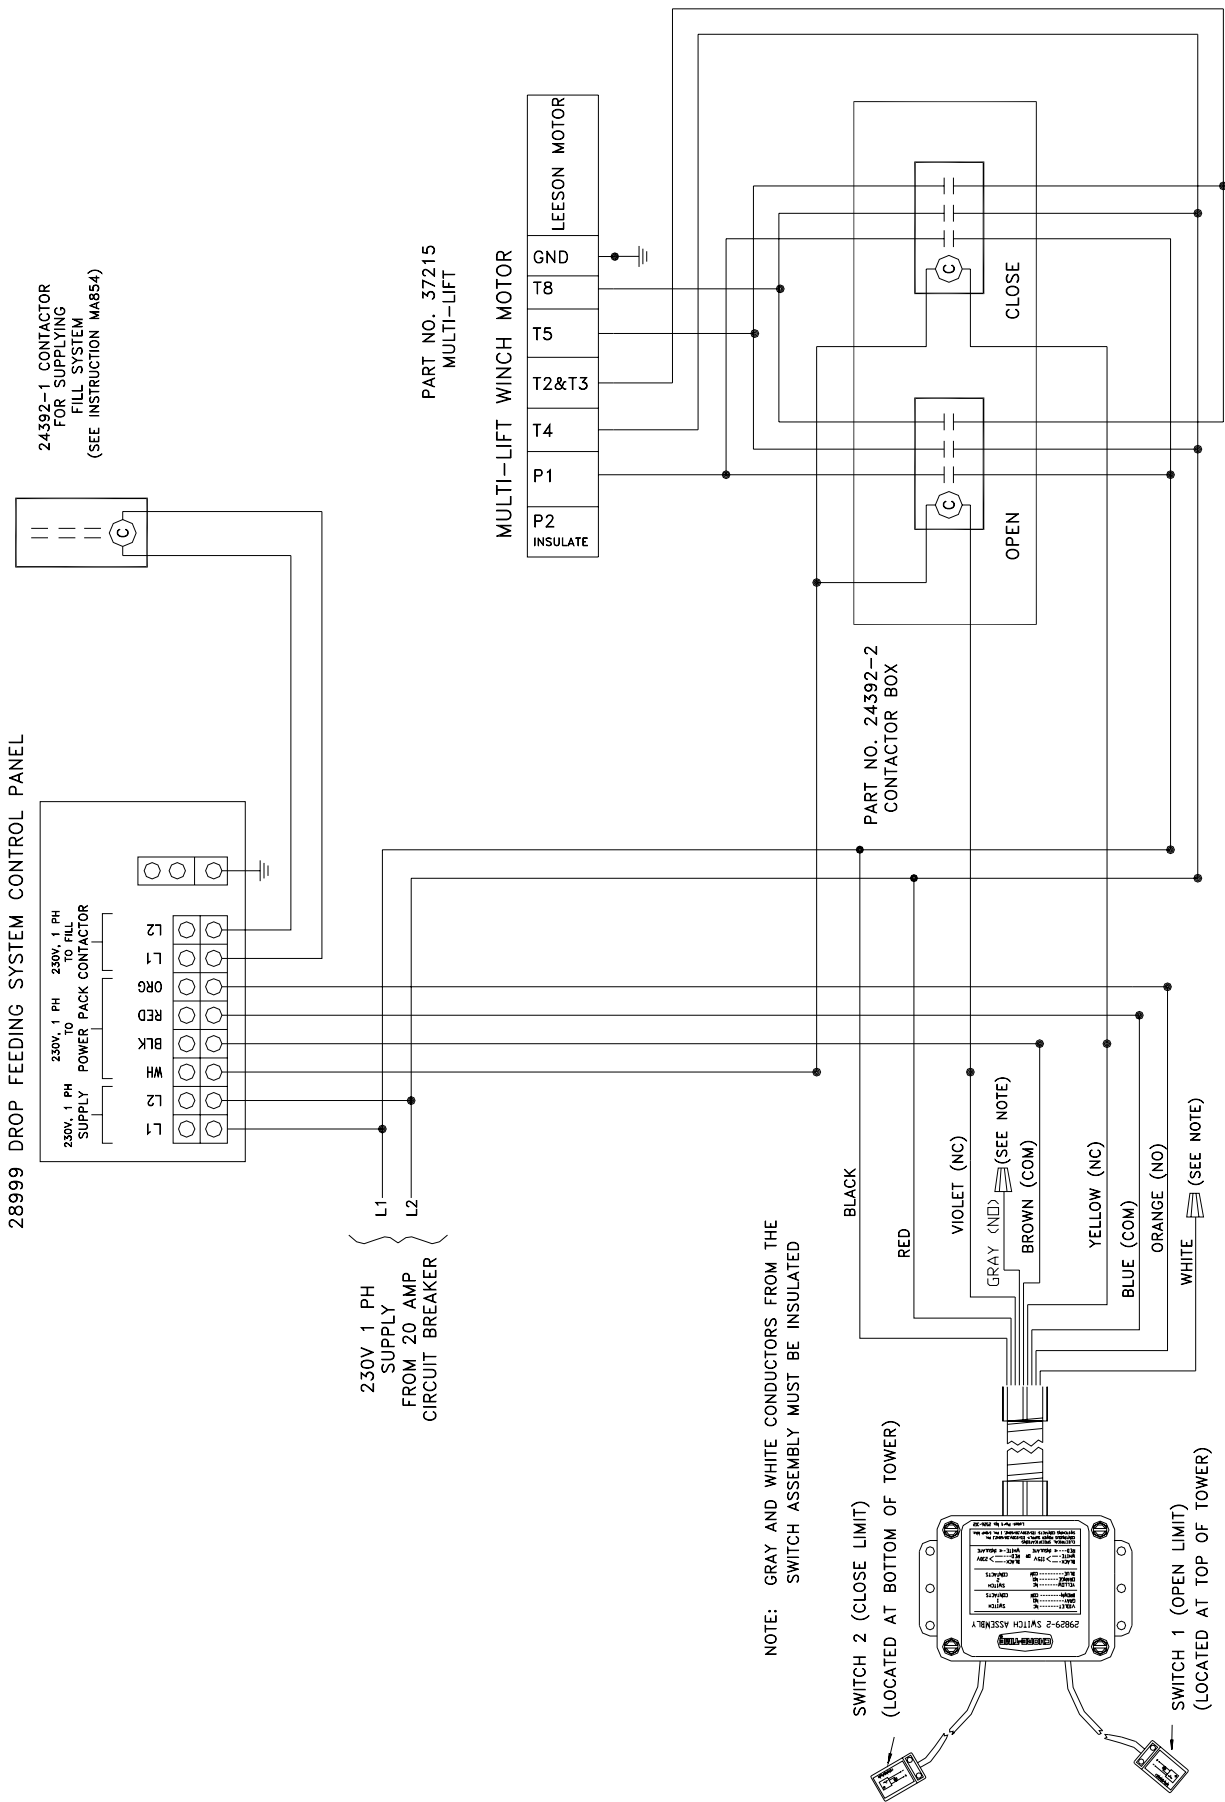 28999 DROP FEEDING SYSTEM CONTROL PANEL
230V, 1 PH
SUPPLY
230V, 1 PH
TO
POWER PACK
230V, 1 PH
TO FILL
CONTACTOR
L1
L2
WH
BLK
RED
ORG
L1
L2
24392-1 CONTACTOR
FOR SUPPLYING
FILL SYSTEM
(SEE INSTRUCTION MA854)
C
L1
L2
230V 1 PH
SUPPLY
FROM 20 AMP
CIRCUIT BREAKER
PART NO. 37215
MULTI-LIFT
MULTI-LIFT WINCH MOTOR
P2
INSULATE
P1
T4
T2&T3
T5
T8
GND
LEESON MOTOR
PART NO. 24392-2
CONTACTOR BOX
C
OPEN
C
CLOSE
NOTE: GRAY AND WHITE CONDUCTORS FROM THE
SWITCH ASSEMBLY MUST BE INSULATED
BLACK
RED
VIOLET (NC)
GRAY (NO)
(SEE NOTE)
BROWN (COM)
YELLOW (NC)
BLUE (COM)
ORANGE (NO)
WHITE
(SEE NOTE)
SWITCH 2 (CLOSE LIMIT)
(LOCATED AT BOTTOM OF TOWER)
SWITCH 1 (OPEN LIMIT)
(LOCATED AT TOP OF TOWER)
CHORE-TIME
29829-2 SWITCH ASSEMBLY